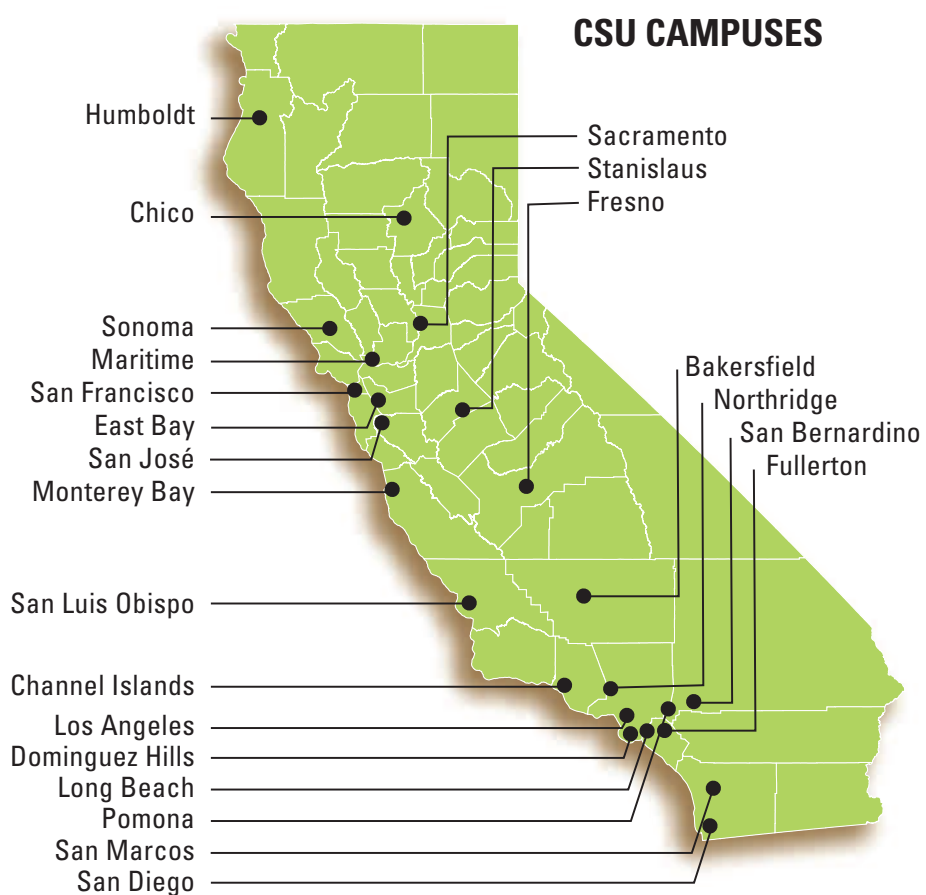 CSU CAMPUSES
Humboldt
Chico
Sonoma
Maritime
San Francisco
East Bay
San José
Monterey Bay
San Luis Obispo
Channel Islands
Los Angeles
Dominguez Hills
Long Beach
Pomona
San Marcos
San Diego
Sacramento
Stanislaus
Fresno
Bakersfield
Northridge
San Bernardino
Fullerton